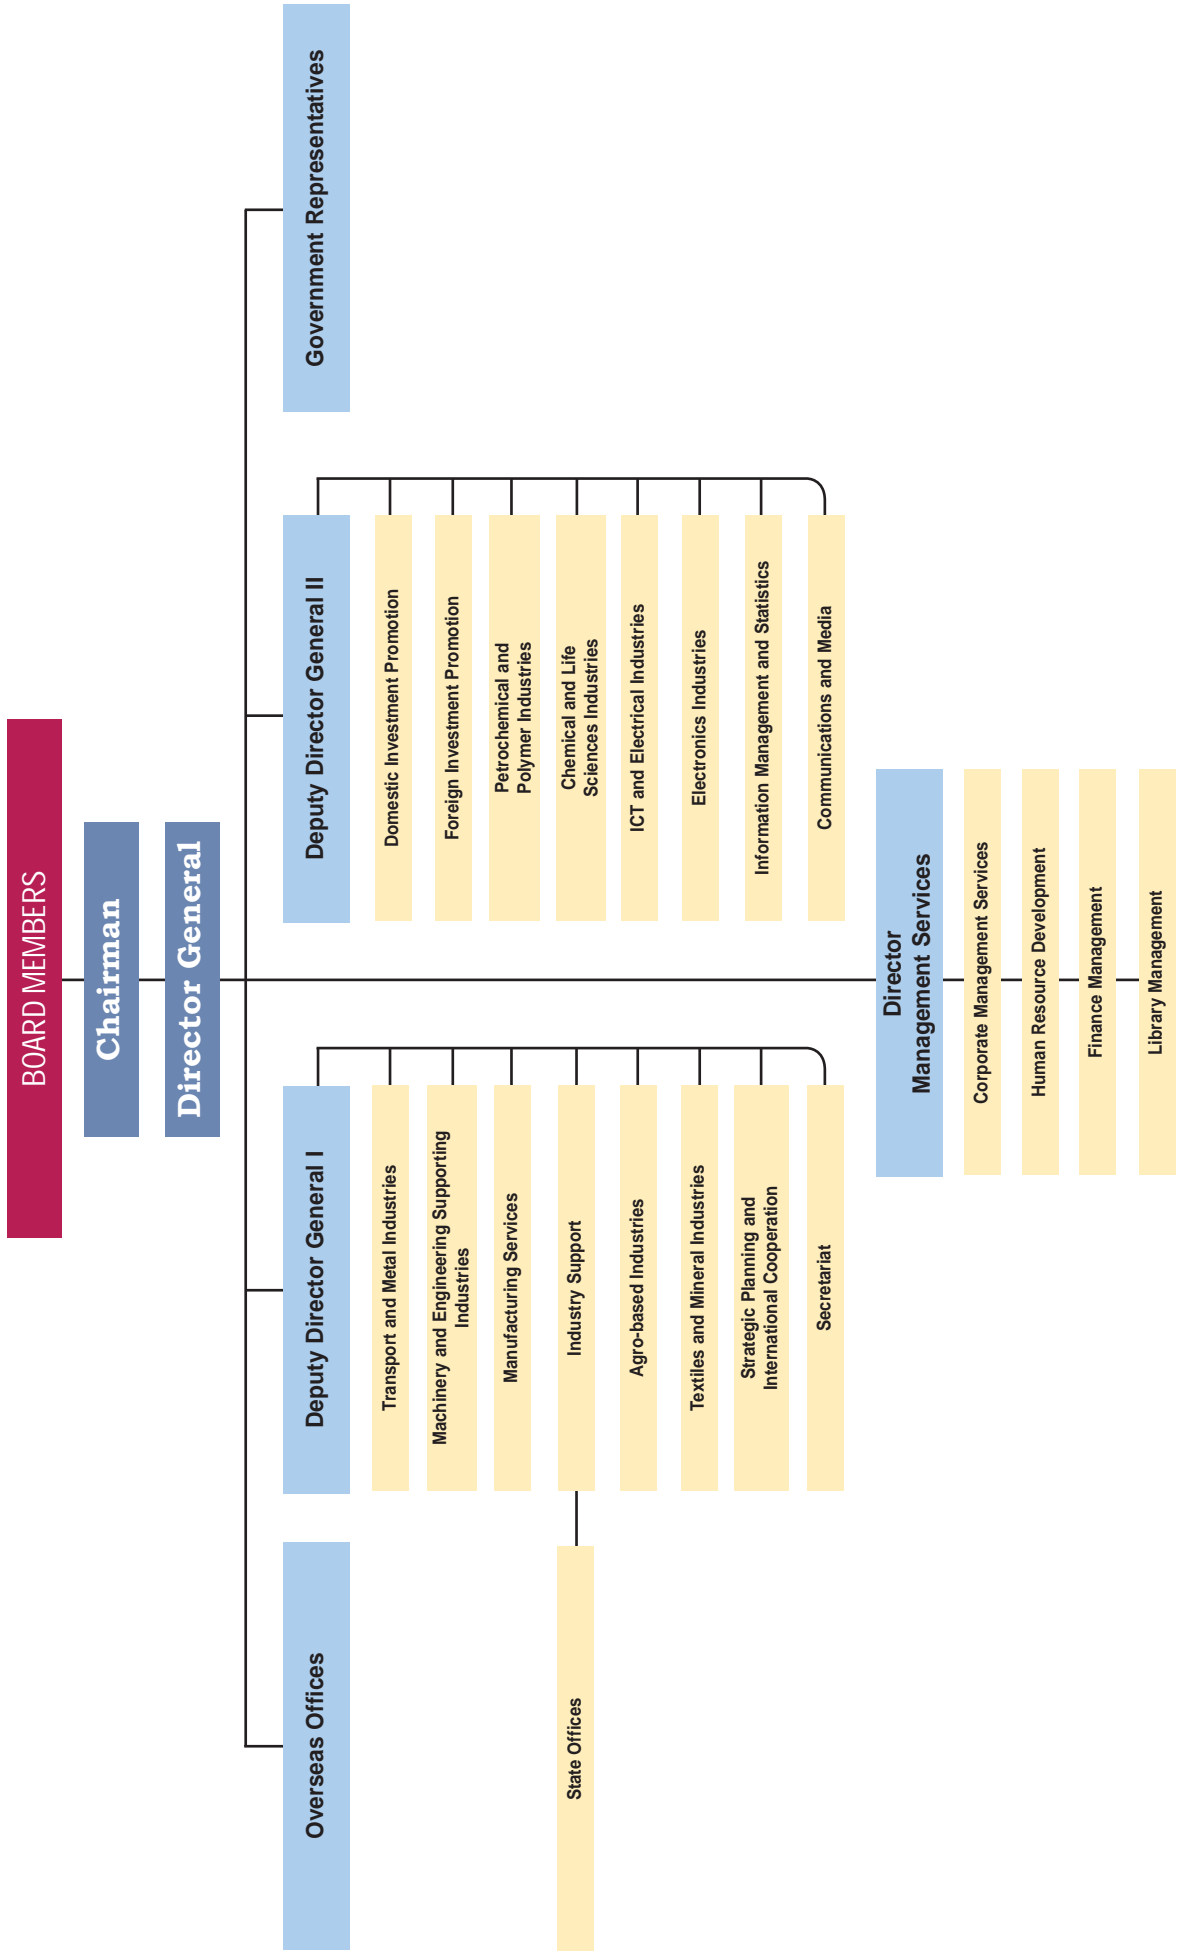 BOARD MEMBERS
Chairman
Director General
Overseas Offices
Deputy Director General I
Deputy Director General II
Government Representatives
Transport and Metal Industries
Machinery and Engineering Supporting
Industries
Manufacturing Services
Industry Support
State Offices
Agro-based Industries
Textiles and Mineral Industries
Strategic Planning and
International Cooperation
Secretariat
Domestic Investment Promotion
Foreign Investment Promotion
Petrochemical and
Polymer Industries
Chemical and Life
Sciences Industries
ICT and Electrical Industries
Electronics Industries
Information Management and Statistics
Communications and Media
Director
Management Services
Corporate Management Services
Human Resource Development
Finance Management
Library Management